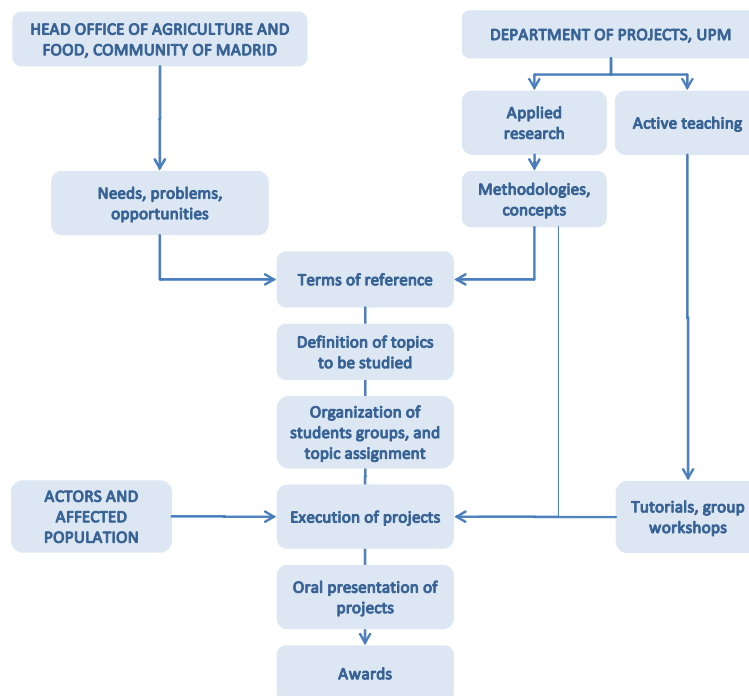 HEAD OFFICE OF AGRICULTURE AND
FOOD, COMMUNITY OF MADRID
DEPARTMENT OF PROJECTS, UPM
Applied
research
Active teaching
Needs, problems,
opportunities
Methodologies,
concepts
Terms of reference
Definition of topics
to be studied
Organization of
students groups, and
topic assignment
ACTORS AND
AFFECTED
POPULATION
Execution of projects
Tutorials, group
workshops
Oral presentation of
projects
Awards